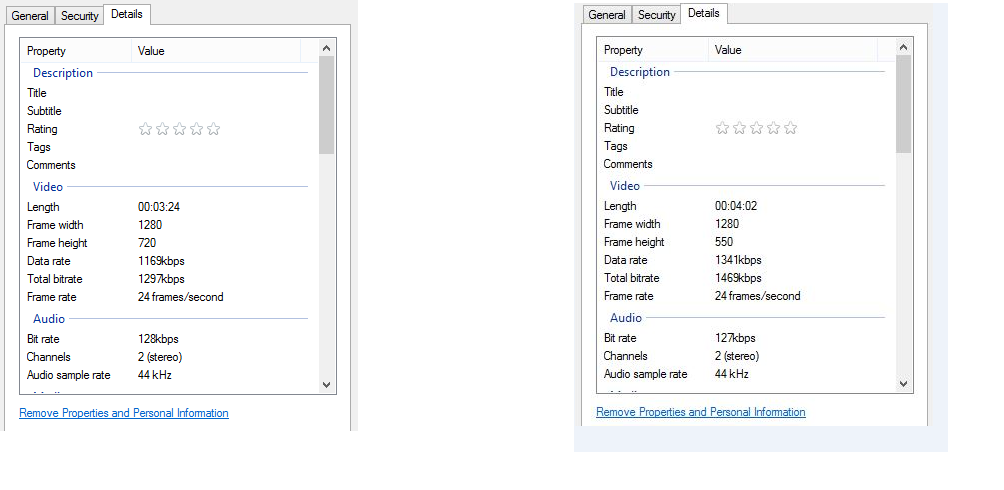 General Security Details
Property Value
Description
Title
Subtitle
Rating
Tags
Comments
Video
Length 00:03:24
Frame width 1280
Frame height 720
Data rate 1169kbps
Total bitrate 1297kbps
Frame rate 24 frames/second
Audio
Bit rate 128kbps
Channels 2 (stereo)
Audio sample rate 44 kHz
Remove Properties and Personal Information
General Security Details
Property Value
Description
Title
Subtitle
Rating
Tags
Comments
Video
Length 00:04:02
Frame width 1280
Frame height 550
Data rate 1341kbps
Total bitrate 1469kbps
Frame rate 24 frames/second
Audio
Bit rate 127kbps
Channels 2 (stereo)
Audio sample rate 44 kHz
Remove Properties and Personal Information